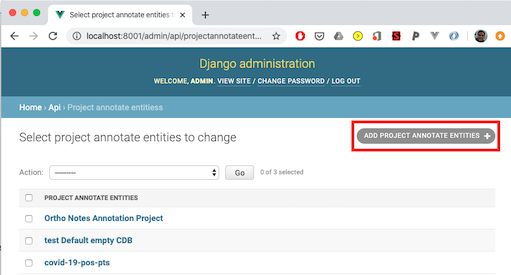 Select project annotate entities t
localhost:8001/admin/api/projectannotateent...
Django administration
WELCOME, ADMIN. VIEW SITE / CHANGE PASSWORD / LOG OUT
Home › Api › Project annotate entitiess
Select project annotate entities to change
ADD PROJECT ANNOTATE ENTITIES +
Action: --------- Go 0 of 3 selected
PROJECT ANNOTATE ENTITIES
Ortho Notes Annotation Project
test Default empty CDB
covid-19-pos-pts